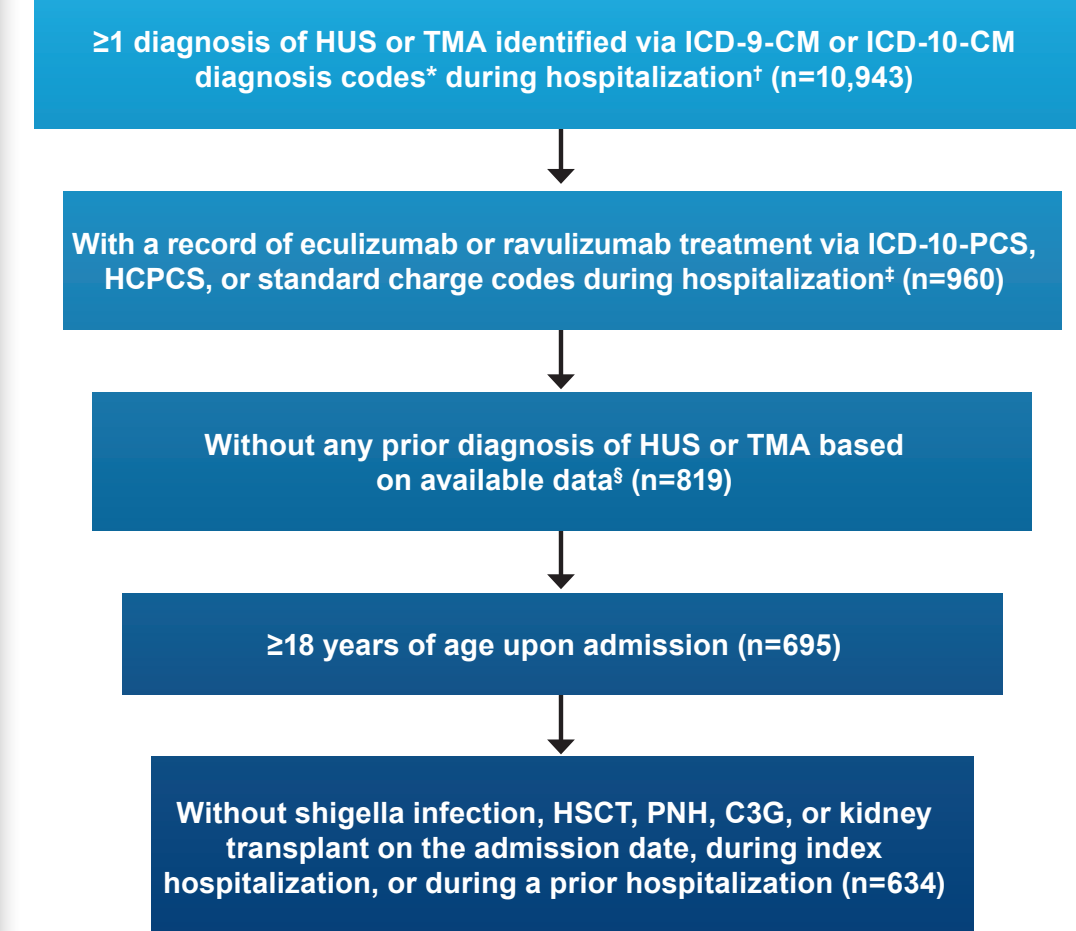 ≥1 diagnosis of HUS or TMA identified via ICD-9-CM or ICD-10-CM
diagnosis codes* during hospitalization† (n=10,943)
With a record of eculizumab or ravulizumab treatment via ICD-10-PCS,
HCPCS, or standard charge codes during hospitalization‡ (n=960)
Without any prior diagnosis of HUS or TMA based
on available data§ (n=819)
≥18 years of age upon admission (n=695)
Without shigella infection, HSCT, PNH, C3G, or kidney
transplant on the admission date, during index
hospitalization, or during a prior hospitalization (n=634)